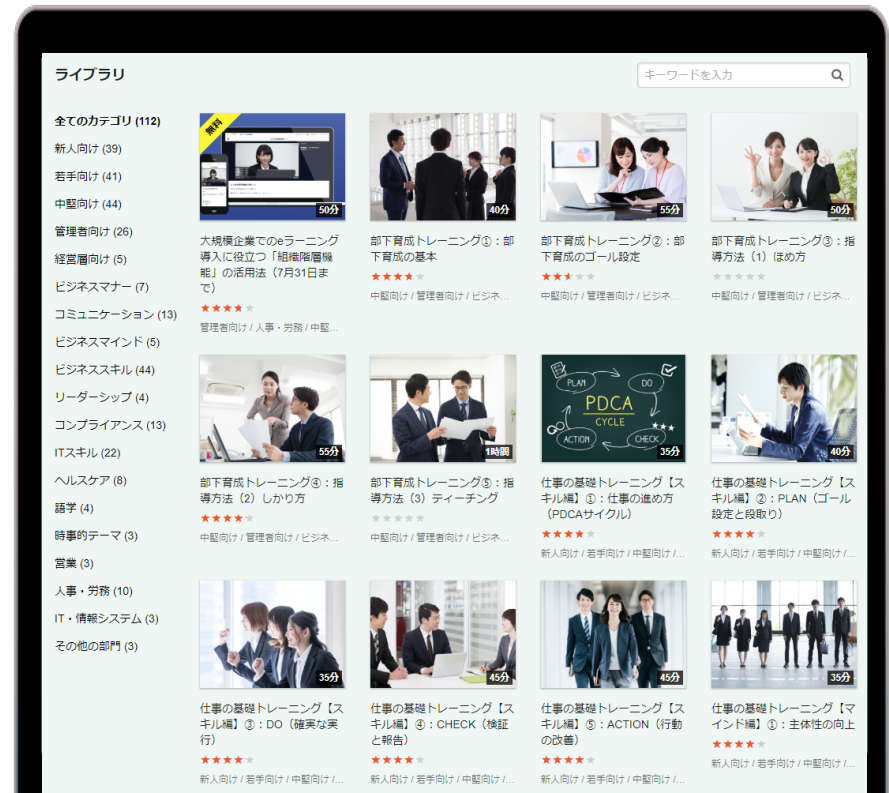 ライブラリ
キーワードを入力
全てのカテゴリ (112)
新人向け (39)
若手向け (41)
中堅向け (44)
管理者向け (26)
経営層向け (5)
ビジネスマナー (7)
コミュニケーション (13)
ビジネスマインド (5)
ビジネススキル (44)
リーダーシップ (4)
コンプライアンス (13)
ITスキル (22)
ヘルスケア (8)
語学 (4)
時事的テーマ (3)
営業 (3)
人事・労務 (10)
IT・情報システム (3)
その他の部門 (3)
無料
50分
大規模企業でのeラーニング
導入に役立つ「組織階層機
能」の活用法（7月31日ま
で）
★★★★★
管理者向け / 人事・労務 / 中堅...
40分
部下育成トレーニング①：部
下育成の基本
★★★★★
中堅向け / 管理者向け / ビジネ...
55分
部下育成トレーニング②：部
下育成のゴール設定
★★★★★
中堅向け / 管理者向け / ビジネ...
50分
部下育成トレーニング③：指
導方法（1）ほめ方
★★★★★
中堅向け / 管理者向け / ビジネ...
55分
部下育成トレーニング④：指
導方法（2）しかり方
★★★★★
中堅向け / 管理者向け / ビジネ...
1時間
部下育成トレーニング⑤：指
導方法（3）ティーチング
★★★★★
中堅向け / 管理者向け / ビジネ...
PLAN
DO
PDCA
CYCLE
ACTION
CHECK
35分
仕事の基礎トレーニング【ス
キル編】①：仕事の進め方
（PDCAサイクル）
★★★★★
新人向け / 若手向け / 中堅向け /...
40分
仕事の基礎トレーニング【ス
キル編】②：PLAN（ゴール
設定と段取り）
★★★★★
新人向け / 若手向け / 中堅向け /...
35分
仕事の基礎トレーニング【ス
キル編】③：DO（確実な実
行）
★★★★★
新人向け / 若手向け / 中堅向け /...
45分
仕事の基礎トレーニング【ス
キル編】④：CHECK（検証
と報告）
★★★★★
新人向け / 若手向け / 中堅向け /...
45分
仕事の基礎トレーニング【ス
キル編】⑤：ACTION（行動
の改善）
★★★★★
新人向け / 若手向け / 中堅向け /...
35分
仕事の基礎トレーニング【マ
インド編】①：主体性の向上
★★★★★
新人向け / 若手向け / 中堅向け /...